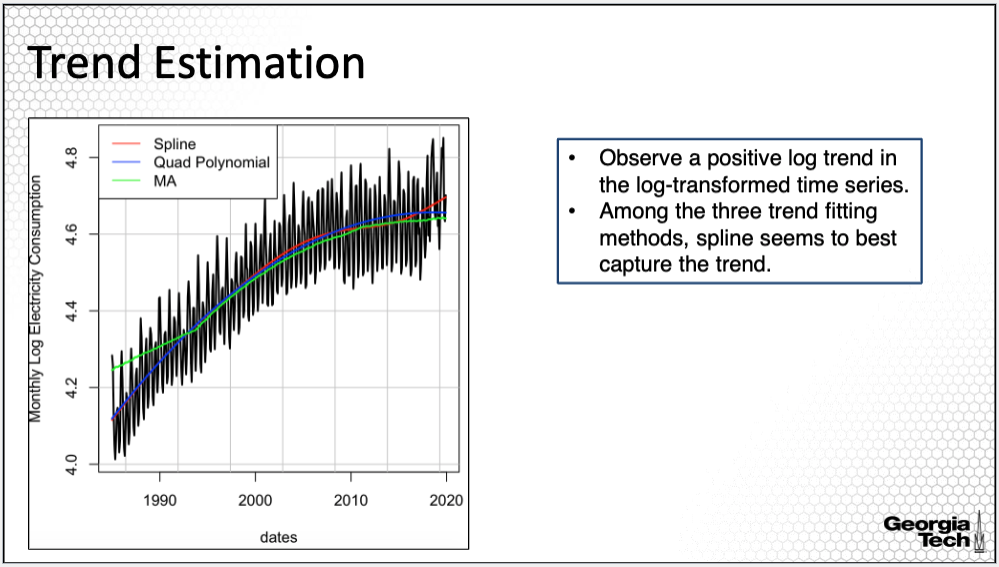 Trend Estimation
Spline
Quad Polynomial
MA
Monthly Log Electricity Consumption
4.8
4.6
4.4
4.2
4.0
1990
2000
2010
2020
dates
• Observe a positive log trend in
the log-transformed time series.
• Among the three trend fitting
methods, spline seems to best
capture the trend.
Georgia
Tech